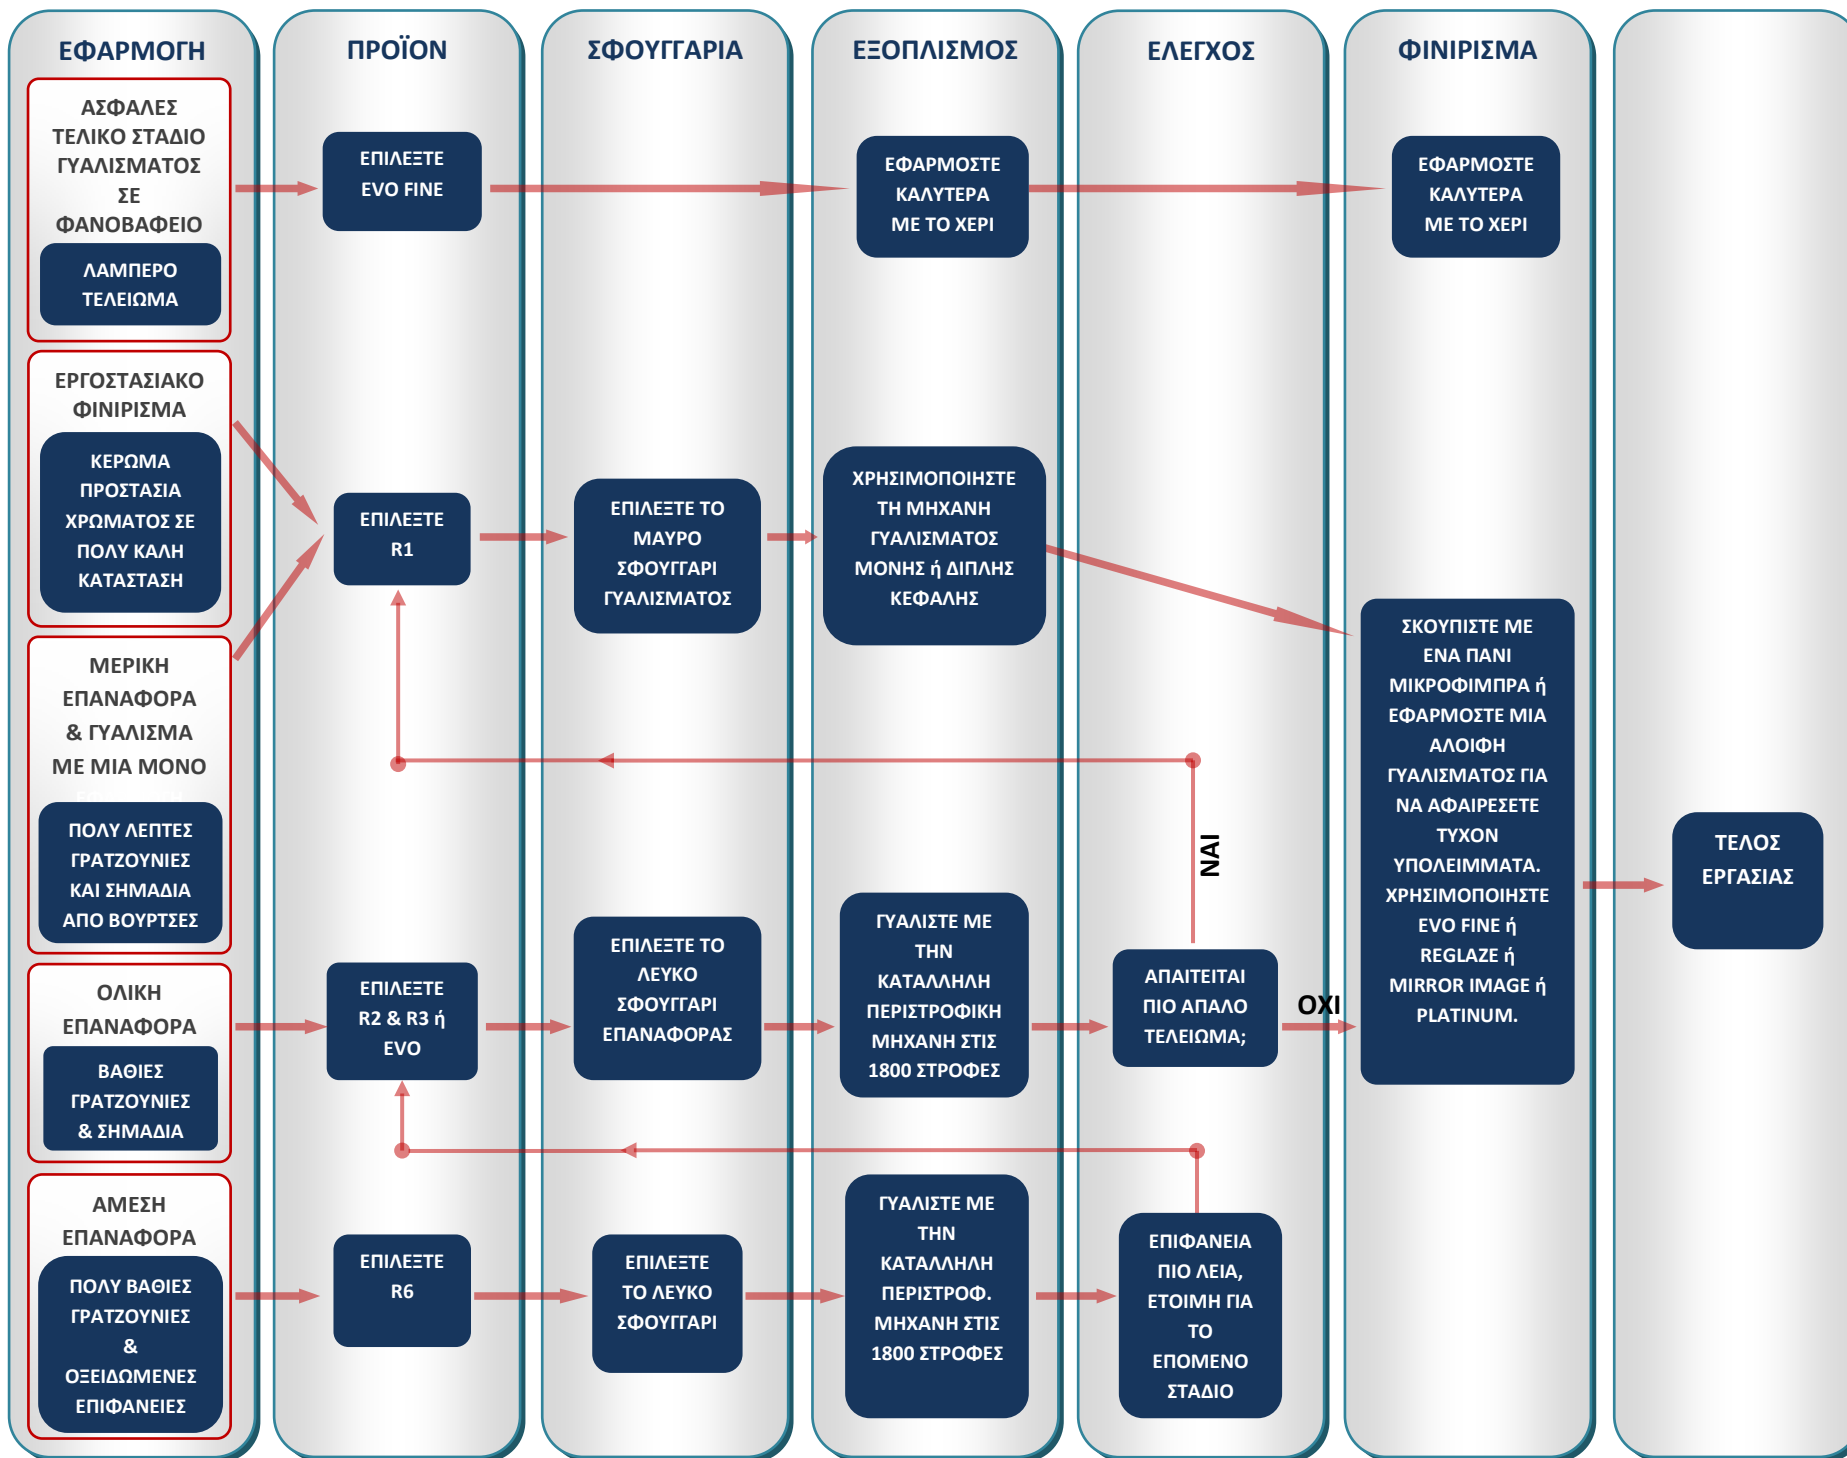 ΕΦΑΡΜΟΓΗ
ΑΣΦΑΛΕΣ
ΤΕΛΙΚΟ ΣΤΑΔΙΟ
ΓΥΑΛΙΣΜΑΤΟΣ
ΣΕ
ΦΑΝΟΒΑΦΕΙΟ
ΛΑΜΠΕΡΟ
ΤΕΛΕΙΩΜΑ
ΕΡΓΟΣΤΑΣΙΑΚΟ
ΦΙΝΙΡΙΣΜΑ
ΚΕΡΩΜΑ
ΠΡΟΣΤΑΣΙΑ
ΧΡΩΜΑΤΟΣ ΣΕ
ΠΟΛΥ ΚΑΛΗ
ΚΑΤΑΣΤΑΣΗ
ΜΕΡΙΚΗ
ΕΠΑΝΑΦΟΡΑ
& ΓΥΑΛΙΣΜΑ
ΜΕ ΜΙΑ ΜΟΝΟ
ΠΟΛΥ ΛΕΠΤΕΣ
ΓΡΑΤΖΟΥΝΙΕΣ
ΚΑΙ ΣΗΜΑΔΙΑ
ΑΠΟ ΒΟΥΡΤΣΕΣ
ΟΛΙΚΗ
ΕΠΑΝΑΦΟΡΑ
ΒΑΘΙΕΣ
ΓΡΑΤΖΟΥΝΙΕΣ
& ΣΗΜΑΔΙΑ
ΑΜΕΣΗ
ΕΠΑΝΑΦΟΡΑ
ΠΟΛΥ ΒΑΘΙΕΣ
ΓΡΑΤΖΟΥΝΙΕΣ
&
ΟΞΕΙΔΩΜΕΝΕΣ
ΕΠΙΦΑΝΕΙΕΣ
ΠΡΟΪΟΝ
ΕΠΙΛΕΞΤΕ
EVO FINE
ΕΠΙΛΕΞΤΕ
R1
ΕΠΙΛΕΞΤΕ
R2 & R3 ή
EVO
ΕΠΙΛΕΞΤΕ
R6
ΣΦΟΥΓΓΑΡΙΑ
ΕΠΙΛΕΞΤΕ ΤΟ
ΜΑΥΡΟ
ΣΦΟΥΓΓΑΡΙ
ΓΥΑΛΙΣΜΑΤΟΣ
ΕΠΙΛΕΞΤΕ ΤΟ
ΛΕΥΚΟ
ΣΦΟΥΓΓΑΡΙ
ΕΠΑΝΑΦΟΡΑΣ
ΕΠΙΛΕΞΤΕ
ΤΟ ΛΕΥΚΟ
ΣΦΟΥΓΓΑΡΙ
ΕΞΟΠΛΙΣΜΟΣ
ΕΦΑΡΜΟΣΤΕ
ΚΑΛΥΤΕΡΑ
ΜΕ ΤΟ ΧΕΡΙ
ΧΡΗΣΙΜΟΠΟΙΗΣΤΕ
ΤΗ ΜΗΧΑΝΗ
ΓΥΑΛΙΣΜΑΤΟΣ
ΜΟΝΗΣ ή ΔΙΠΛΗΣ
ΚΕΦΑΛΗΣ
ΓΥΑΛΙΣΤΕ ΜΕ
ΤΗΝ
ΚΑΤΑΛΛΗΛΗ
ΠΕΡΙΣΤΡΟΦΙΚΗ
ΜΗΧΑΝΗ ΣΤΙΣ
1800 ΣΤΡΟΦΕΣ
ΓΥΑΛΙΣΤΕ ΜΕ
ΤΗΝ
ΚΑΤΑΛΛΗΛΗ
ΠΕΡΙΣΤΡΟΦ.
ΜΗΧΑΝΗ ΣΤΙΣ
1800 ΣΤΡΟΦΕΣ
ΕΛΕΓΧΟΣ
ΝΑΙ
ΑΠΑΙΤΕΙΤΑΙ
ΠΙΟ ΑΠΑΛΟ
ΤΕΛΕΙΩΜΑ;
ΟΧΙ
ΕΠΙΦΑΝΕΙΑ
ΠΙΟ ΛΕΙΑ,
ΕΤΟΙΜΗ ΓΙΑ
ΤΟ
ΕΠΟΜΕΝΟ
ΣΤΑΔΙΟ
ΦΙΝΙΡΙΣΜΑ
ΕΦΑΡΜΟΣΤΕ
ΚΑΛΥΤΕΡΑ
ΜΕ ΤΟ ΧΕΡΙ
ΣΚΟΥΠΙΣΤΕ ΜΕ
ΕΝΑ ΠΑΝΙ
ΜΙΚΡΟΦΙΜΠΡΑ ή
ΕΦΑΡΜΟΣΤΕ ΜΙΑ
ΑΛΟΙΦΗ
ΓΥΑΛΙΣΜΑΤΟΣ ΓΙΑ
ΝΑ ΑΦΑΙΡΕΣΕΤΕ
ΤΥΧΟΝ
ΥΠΟΛΕΙΜΜΑΤΑ.
ΧΡΗΣΙΜΟΠΟΙΗΣΤΕ
EVO FINE ή
REGLAZE ή
MIRROR IMAGE ή
PLATINUM.
ΤΕΛΟΣ
ΕΡΓΑΣΙΑΣ